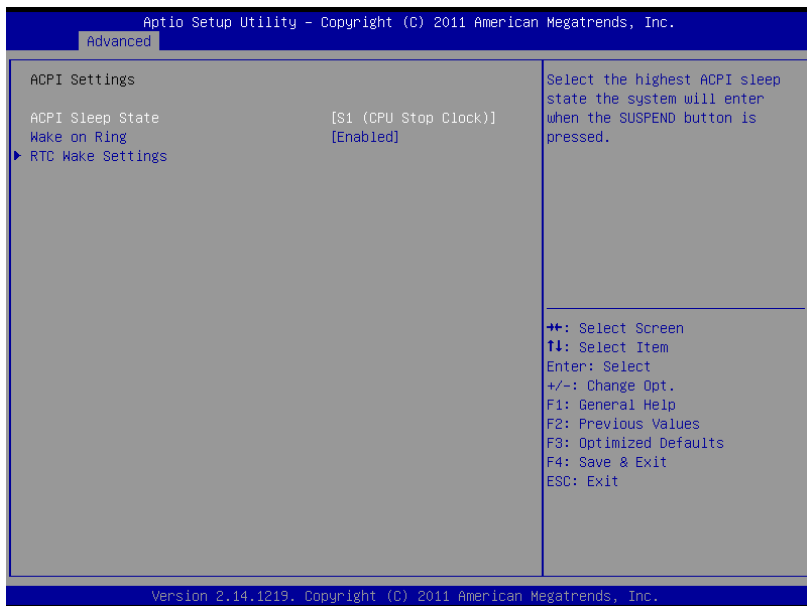 Aptio Setup Utility – Copyright (C) 2011 American Megatrends, Inc.
Advanced
ACPI Settings
ACPI Sleep State [S1 (CPU Stop Clock)]
Wake on Ring [Enabled]
RTC Wake Settings
Select the highest ACPI sleep
state the system will enter
when the SUSPEND button is
pressed.
→←: Select Screen
↑↓: Select Item
Enter: Select
+/-: Change Opt.
F1: General Help
F2: Previous Values
F3: Optimized Defaults
F4: Save & Exit
ESC: Exit
Version 2.14.1219. Copyright (C) 2011 American Megatrends, Inc.